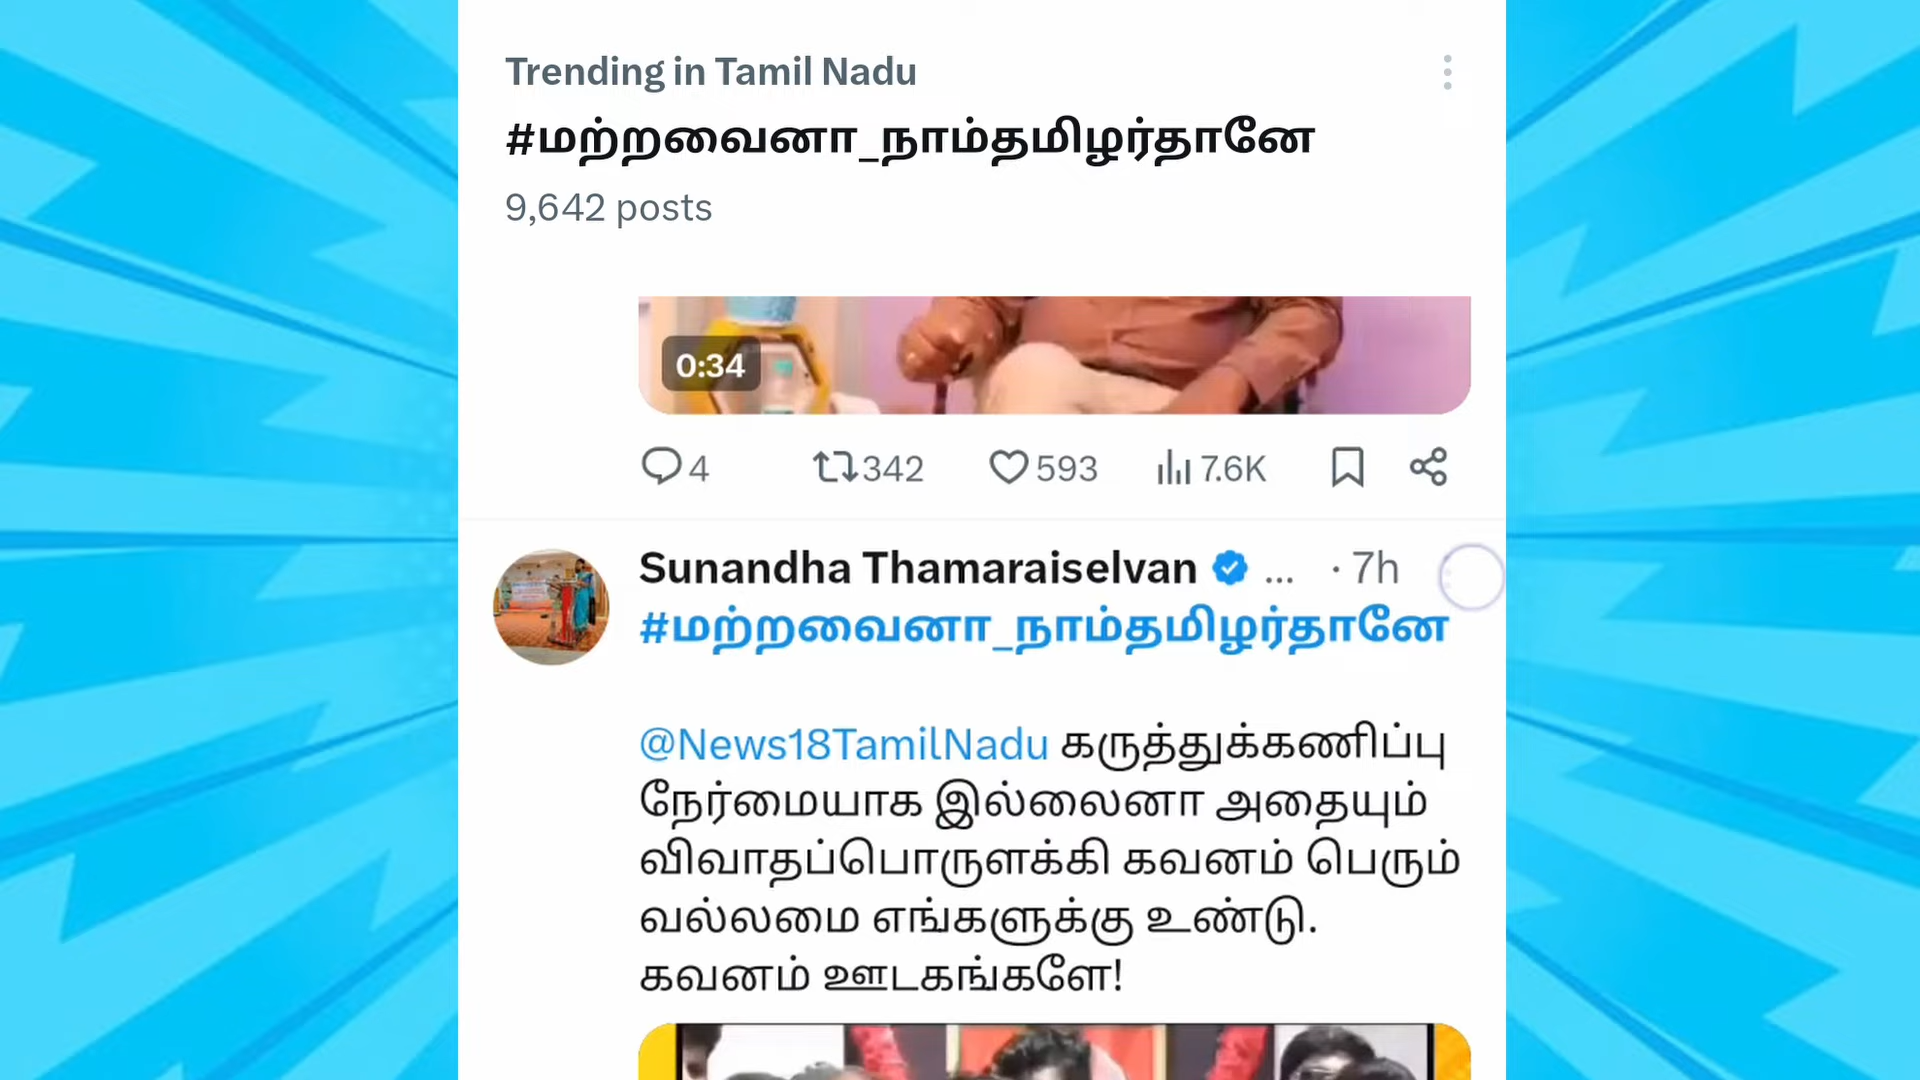 Trending in Tamil Nadu
#மற்றவைனா_நாம்தமிழர்தானே
9,642 posts
0:34
4 342 593 7.6K
Sunandha Thamaraiselvan ... · 7h
#மற்றவைனா_நாம்தமிழர்தானே
@News18TamilNadu கருத்துக்கணிப்பு
நேர்மையாக இல்லைனா அதையும்
விவாதப்பொருளக்கி கவனம் பெரும்
வல்லமை எங்களுக்கு உண்டு.
கவனம் ஊடகங்களே!